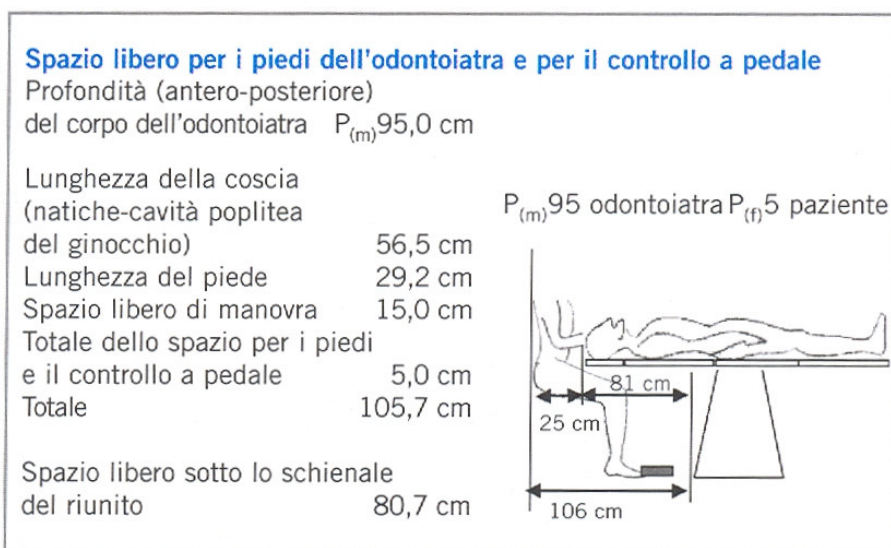 Spazio libero per i piedi dell'odontoiatra e per il controllo a pedale
Profondità (antero-posteriore)
del corpo dell'odontoiatra P(m)95,0 cm
Lunghezza della coscia
(natiche-cavità poplitea
del ginocchio) 56,5 cm
Lunghezza del piede 29,2 cm
Spazio libero di manovra 15,0 cm
Totale dello spazio per i piedi
e il controllo a pedale 5,0 cm
Totale 105,7 cm
Spazio libero sotto lo schienale
del riunito 80,7 cm
P(m)95 odontoiatra P(f)5 paziente
81 cm
25 cm
106 cm